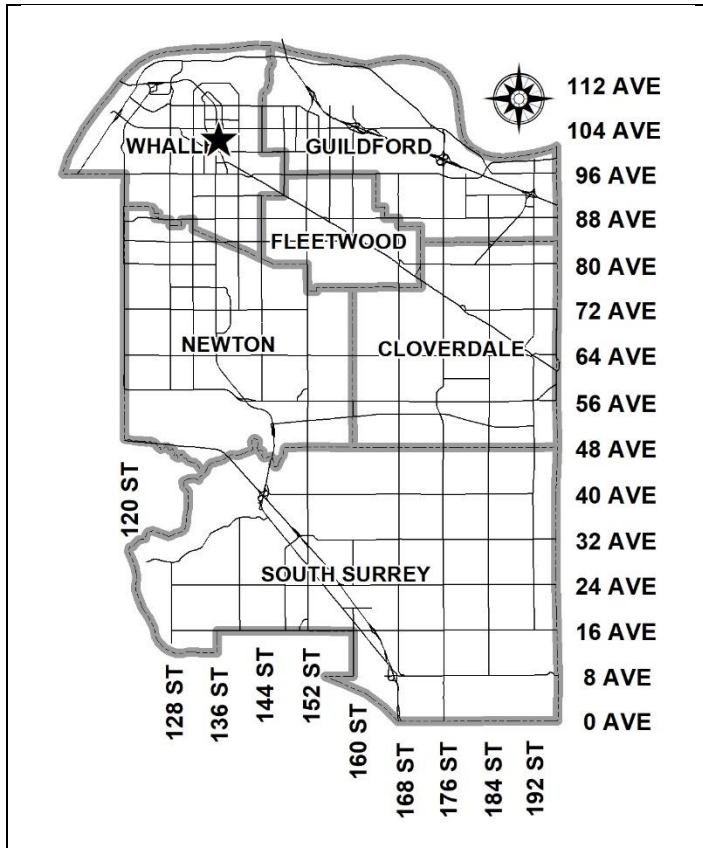 112 AVE
104 AVE
WHALL
GUILDFORD
96 AVE
88 AVE
FLEETWOOD
80 AVE
72 AVE
NEWTON
CLOVERDALE
64 AVE
56 AVE
48 AVE
120 ST
40 AVE
32 AVE
SOUTH SURREY
24 AVE
16 AVE
128 ST
136 ST
144 ST
152 ST
160 ST
8 AVE
0 AVE
168 ST
176 ST
184 ST
192 ST